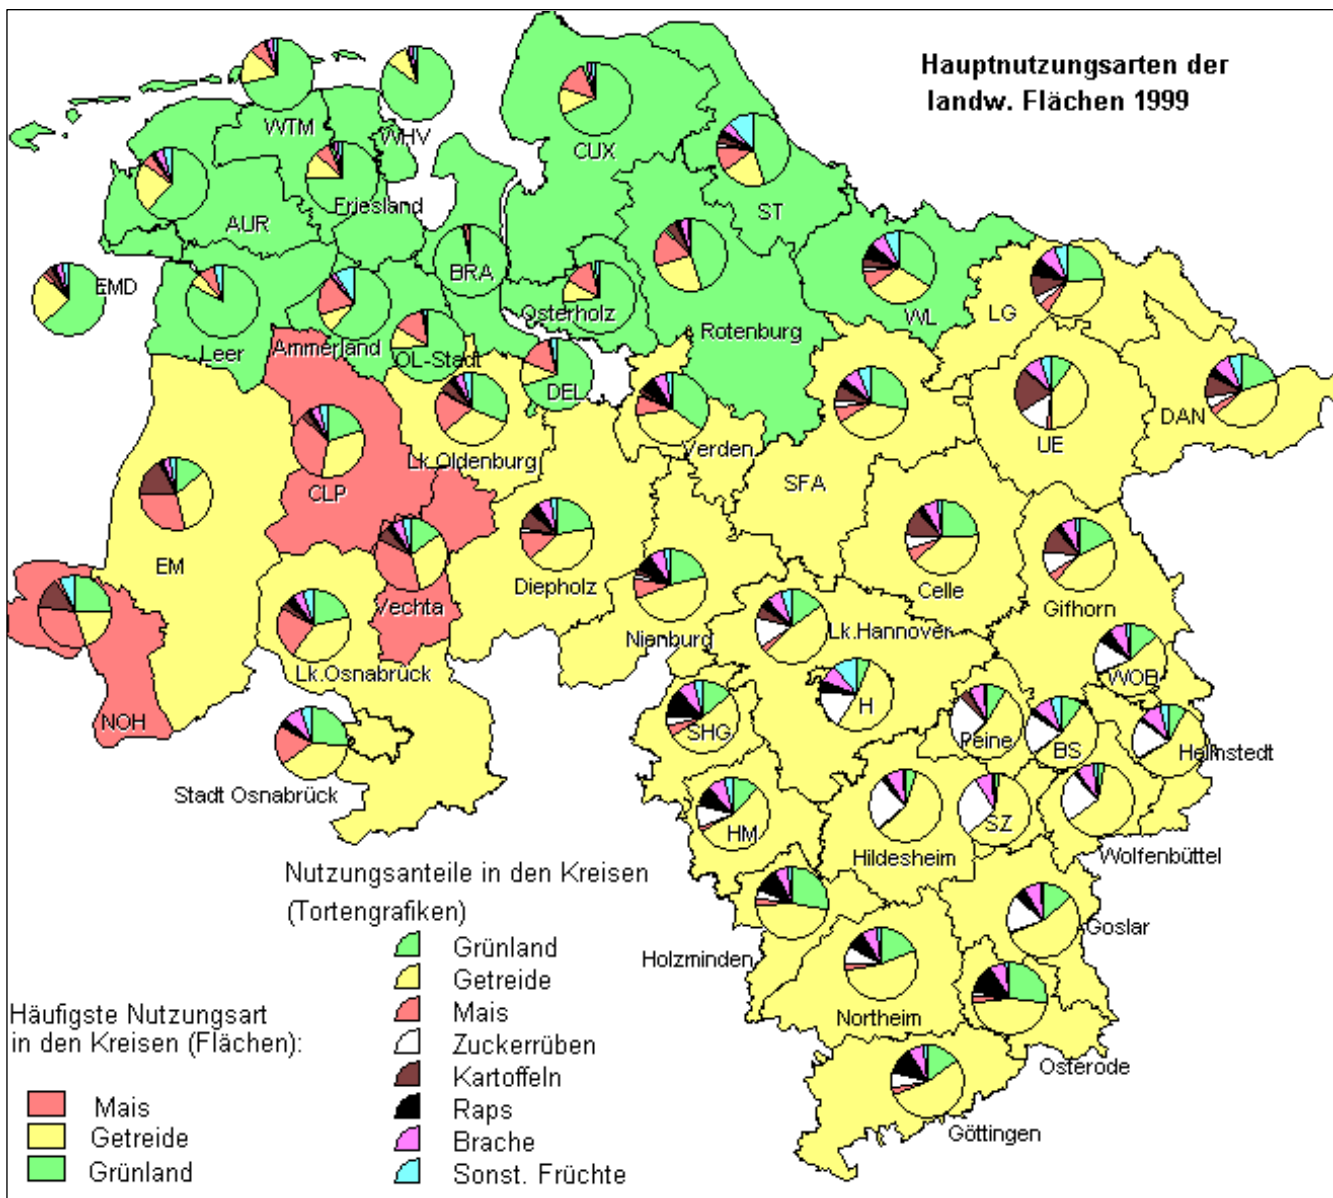 Hauptnutzungsarten der
landw. Flächen 1999
WTM
WHV
CUX
ST
AUR
Friesland
BRA
EMD
Osterholz
Leer
Ammerland
OL-Stadt
Rotenburg
WL
LG
DEL
DAN
UE
Lk.Oldenburg
Verden
CLP
SFA
EM
Diepholz
Celle
Gifhorn
Vechta
Nienburg
Lk.Hannover
Lk.Osnabrück
WOB
NOH
SHG
H
Peine
BS
Helmstedt
Stadt Osnabrück
HM
Hildesheim
SZ
Wolfenbüttel
Holzminden
Goslar
Northeim
Osterode
Göttingen
Nutzungsanteile in den Kreisen
(Tortengrafiken)
Grünland
Getreide
Mais
Zuckerrüben
Kartoffeln
Raps
Brache
Sonst. Früchte
Häufigste Nutzungsart
in den Kreisen (Flächen):
Mais
Getreide
Grünland